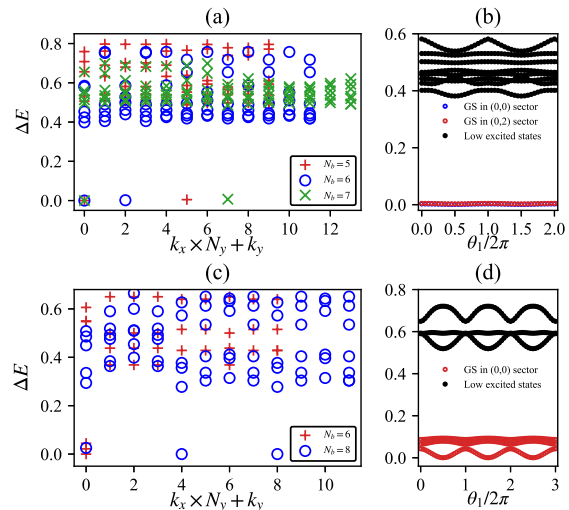 (a)
(b)
0.8
0.6
0.4
0.2
0.0
ΔE
0
2
4
6
8
10
12
k_x × N_y + k_y
N_b = 5
N_b = 6
N_b = 7
0.6
0.4
0.2
0.0
GS in (0,0) sector
GS in (0,2) sector
Low excited states
0.0
0.5
1.0
1.5
2.0
θ_1/2π
(c)
(d)
0.6
0.4
0.2
0.0
ΔE
0
2
4
6
8
10
k_x × N_y + k_y
N_b = 6
N_b = 8
0.8
0.6
0.4
0.2
0.0
GS in (0,0) sector
Low excited states
0
1
2
3
θ_1/2π